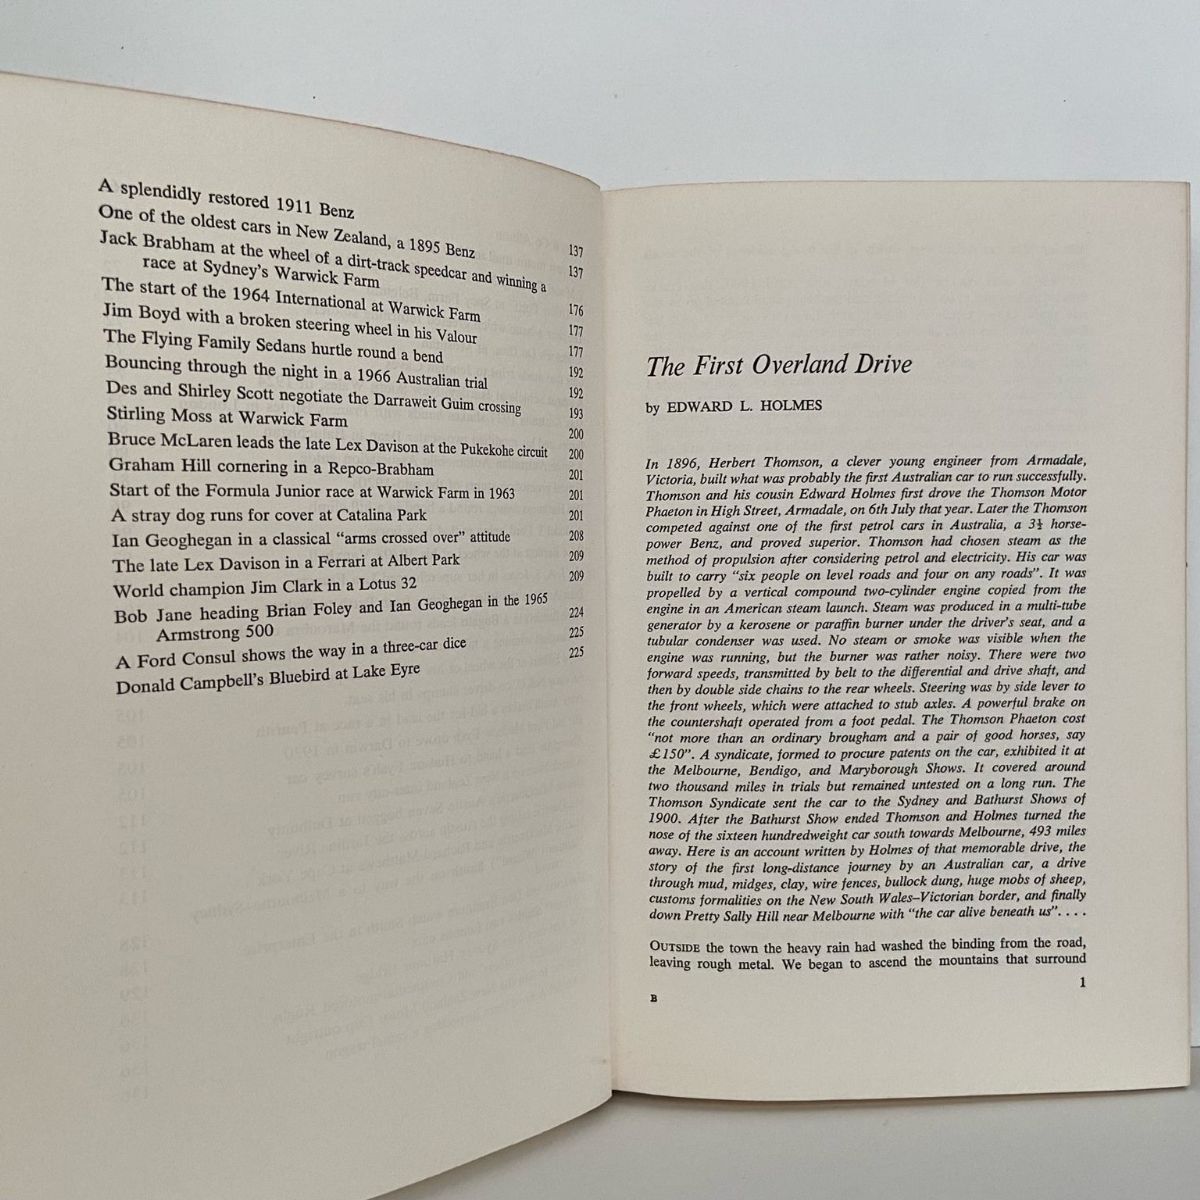 A splendidly restored 1911 Benz 137
One of the oldest cars in New Zealand, a 1895 Benz 137
Jack Brabham at the wheel of a dirt-track speedcar and winning a
race at Sydney's Warwick Farm 176
The start of the 1964 International at Warwick Farm 177
Jim Boyd with a broken steering wheel in his Valour 177
The Flying Family Sedans hurtle round a bend 192
Bouncing through the night in a 1966 Australian trial 192
Des and Shirley Scott negotiate the Darraweit Guim crossing 193
Stirling Moss at Warwick Farm 200
Bruce McLaren leads the late Lex Davison at the Pukekohe circuit 200
Graham Hill cornering in a Repco-Brabham 201
Start of the Formula Junior race at Warwick Farm in 1963 201
A stray dog runs for cover at Catalina Park 201
Ian Geoghegan in a classical "arms crossed over" attitude 208
The late Lex Davison in a Ferrari at Albert Park 209
World champion Jim Clark in a Lotus 32 209
Bob Jane heading Brian Foley and Ian Geoghegan in the 1965
Armstrong 500 224
A Ford Consul shows the way in a three-car dice 225
Donald Campbell's Bluebird at Lake Eyre 225
The First Overland Drive
by EDWARD L. HOLMES
In 1896, Herbert Thomson, a clever young engineer from Armadale,
Victoria, built what was probably the first Australian car to run successfully.
Thomson and his cousin Edward Holmes first drove the Thomson Motor
Phaeton in High Street, Armadale, on 6th July that year. Later the Thomson
competed against one of the first petrol cars in Australia, a 3½ horse-
power Benz, and proved superior. Thomson had chosen steam as the
method of propulsion after considering petrol and electricity. His car was
built to carry "six people on level roads and four on any roads". It was
propelled by a vertical compound two-cylinder engine copied from the
engine in an American steam launch. Steam was produced in a multi-tube
generator by a kerosene or paraffin burner under the driver's seat, and a
tubular condenser was used. No steam or smoke was visible when the
engine was running, but the burner was rather noisy. There were two
forward speeds, transmitted by belt to the differential and drive shaft, and
then by double side chains to the rear wheels. Steering was by side lever to
the front wheels, which were attached to stub axles. A powerful brake on
the countershaft operated from a foot pedal. The Thomson Phaeton cost
"not more than an ordinary brougham and a pair of good horses, say
£150". A syndicate, formed to procure patents on the car, exhibited it at
the Melbourne, Bendigo, and Maryborough Shows. It covered around
two thousand miles in trials but remained untested on a long run. The
Thomson Syndicate sent the car to the Sydney and Bathurst Shows of
1900. After the Bathurst Show ended Thomson and Holmes turned the
nose of the sixteen hundredweight car south towards Melbourne, 493 miles
away. Here is an account written by Holmes of that memorable drive, the
story of the first long-distance journey by an Australian car, a drive
through mud, midges, clay, wire fences, bullock dung, huge mobs of sheep,
customs formalities on the New South Wales–Victorian border, and finally
down Pretty Sally Hill near Melbourne with "the car alive beneath us". . . .
OUTSIDE the town the heavy rain had washed the binding from the road,
leaving rough metal. We began to ascend the mountains that surround
1
B